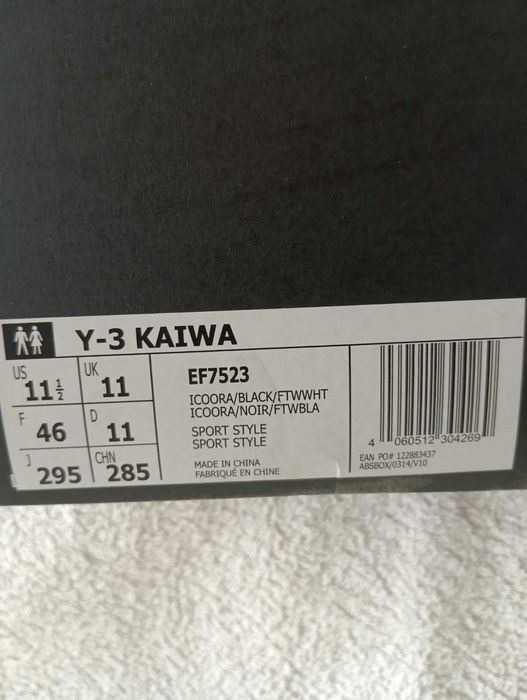 Y-3 KAIWA
US 11½ UK 11
F 46 D 11
J 295 CHN 285
EF7523
ICOORA/BLACK/FTWWHT
ICOORA/NOIR/FTWBLA
SPORT STYLE
SPORT STYLE
MADE IN CHINA
FABRIQUÉ EN CHINE
4 060512 304269
EAN PO# 122883437
ABSBOX/0314/V10